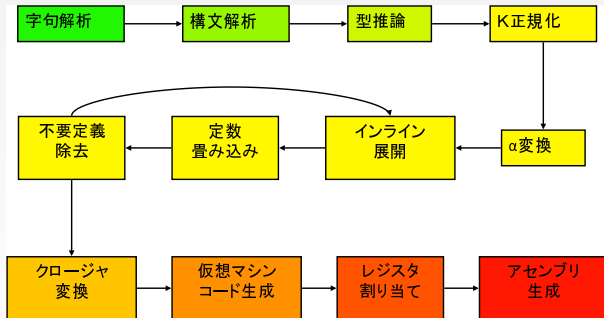 字句解析
構文解析
型推論
K正規化
不要定義
除去
定数
畳み込み
インライン
展開
α変換
クロージャ
変換
仮想マシン
コード生成
レジスタ
割り当て
アセンブリ
生成